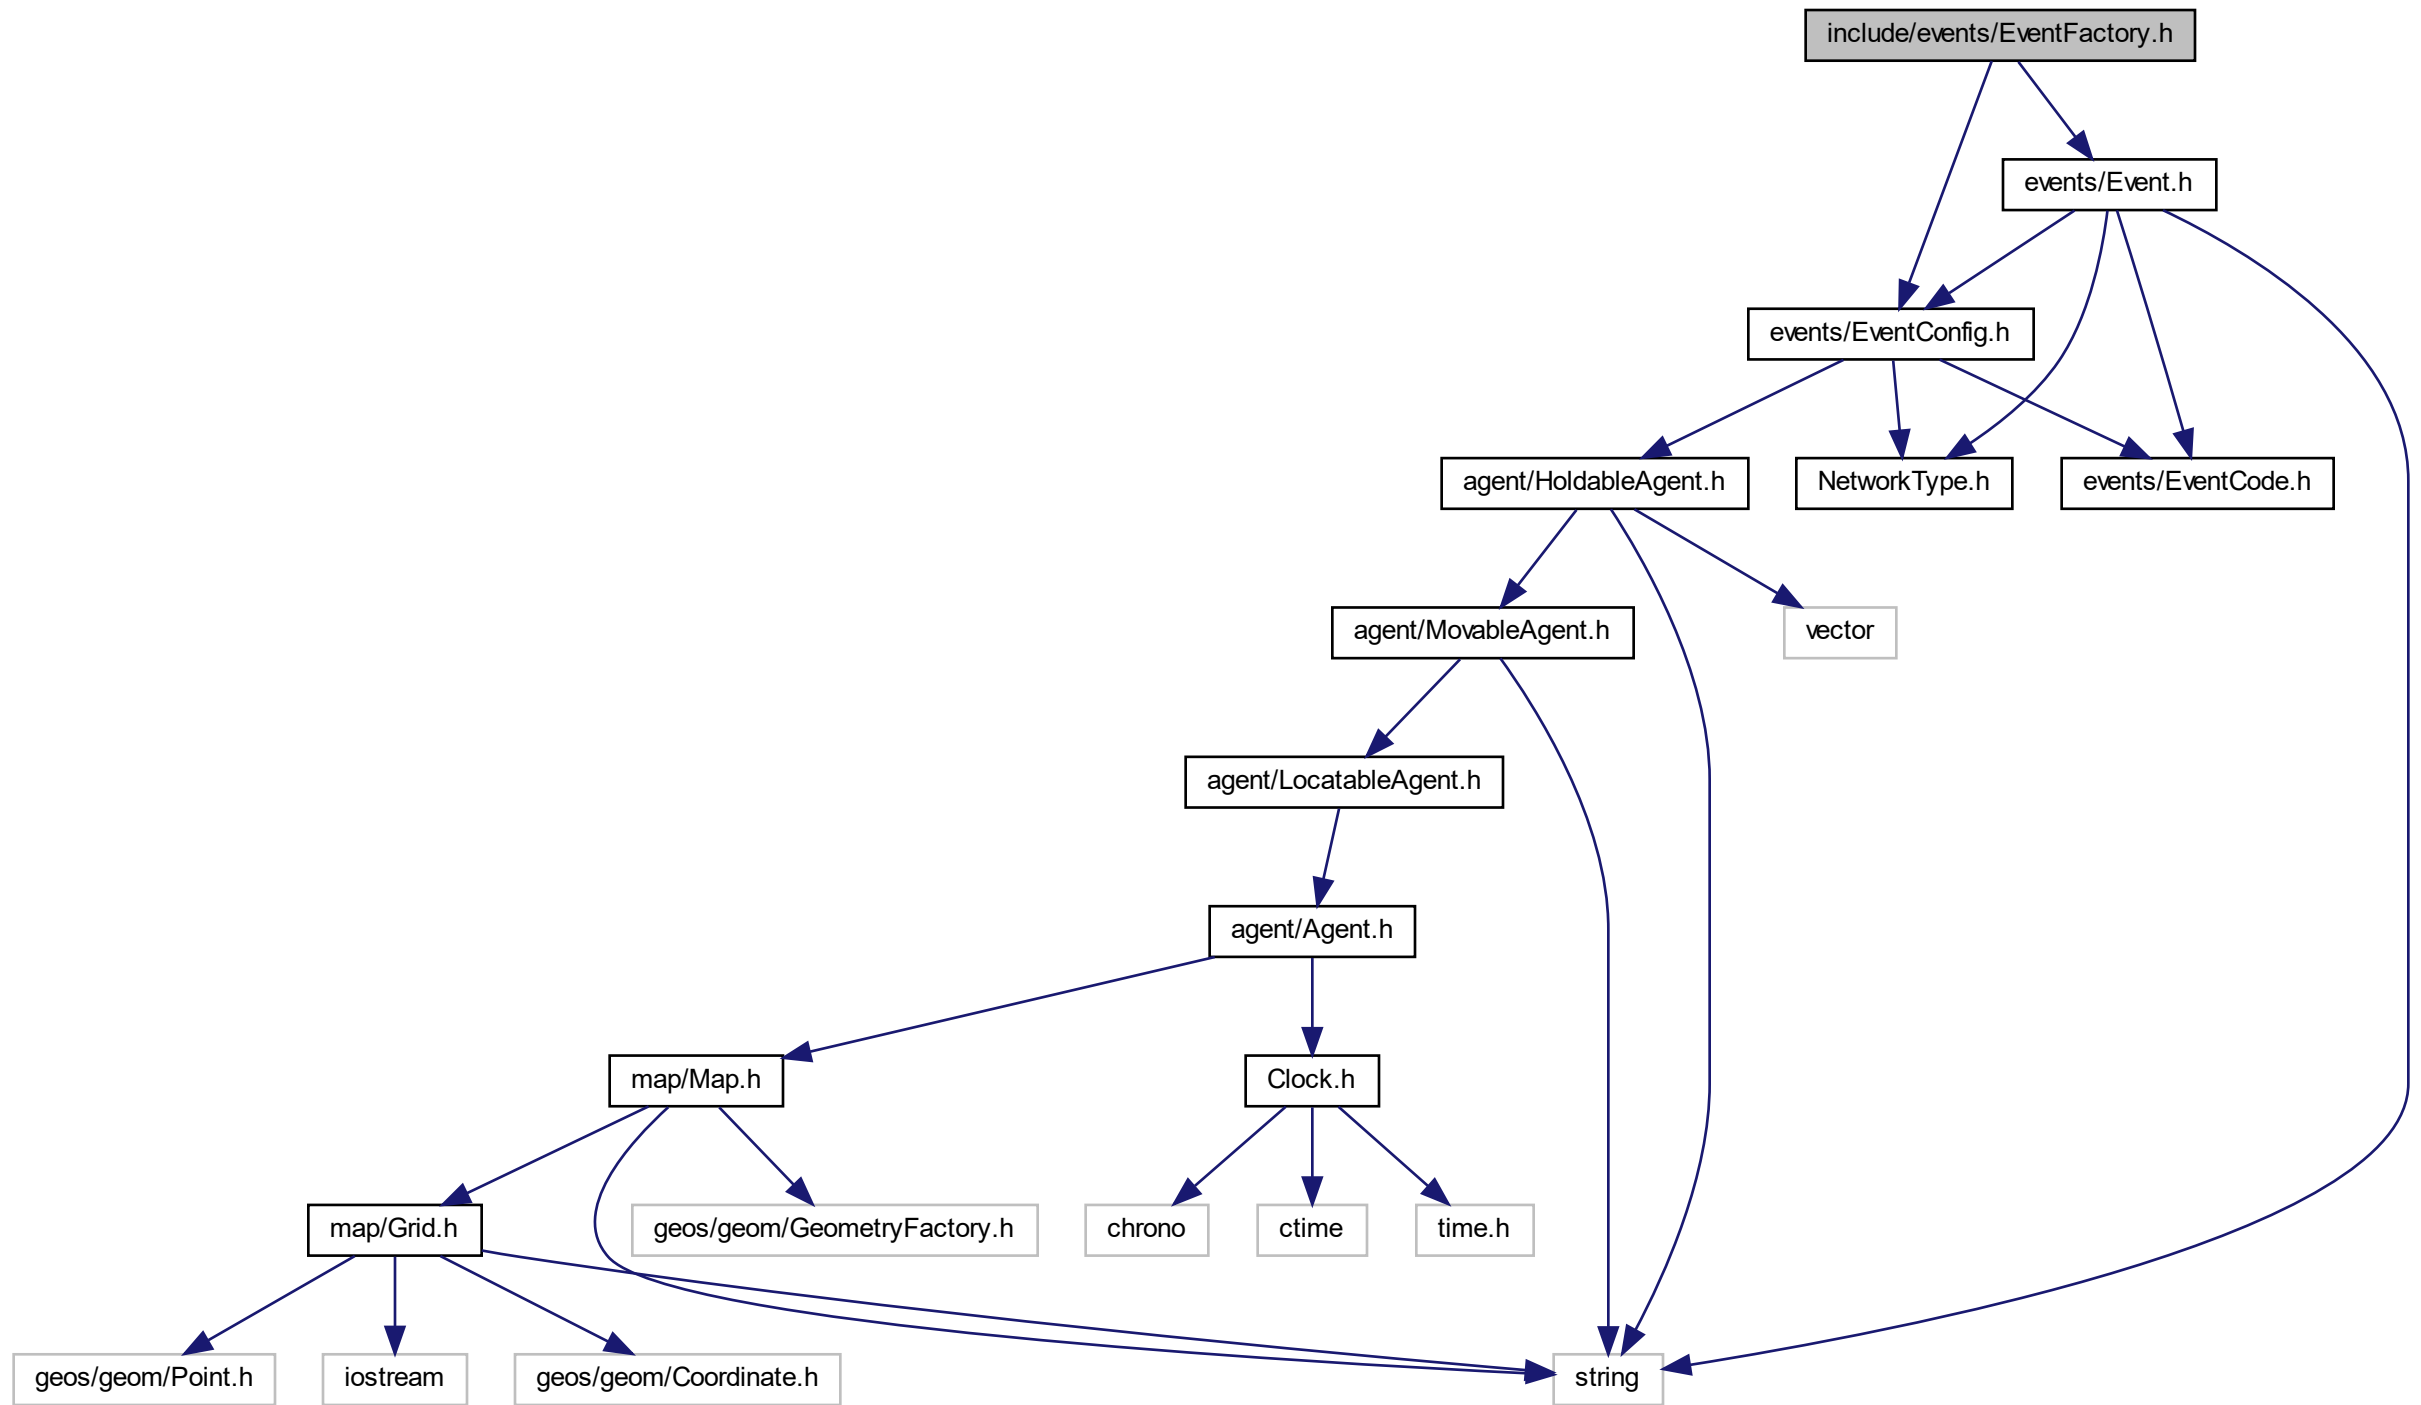 include/events/EventFactory.h
events/Event.h
events/EventConfig.h
agent/HoldableAgent.h
NetworkType.h
events/EventCode.h
agent/MovableAgent.h
vector
agent/LocatableAgent.h
agent/Agent.h
map/Map.h
Clock.h
map/Grid.h
geos/geom/GeometryFactory.h
chrono
ctime
time.h
geos/geom/Point.h
iostream
geos/geom/Coordinate.h
string